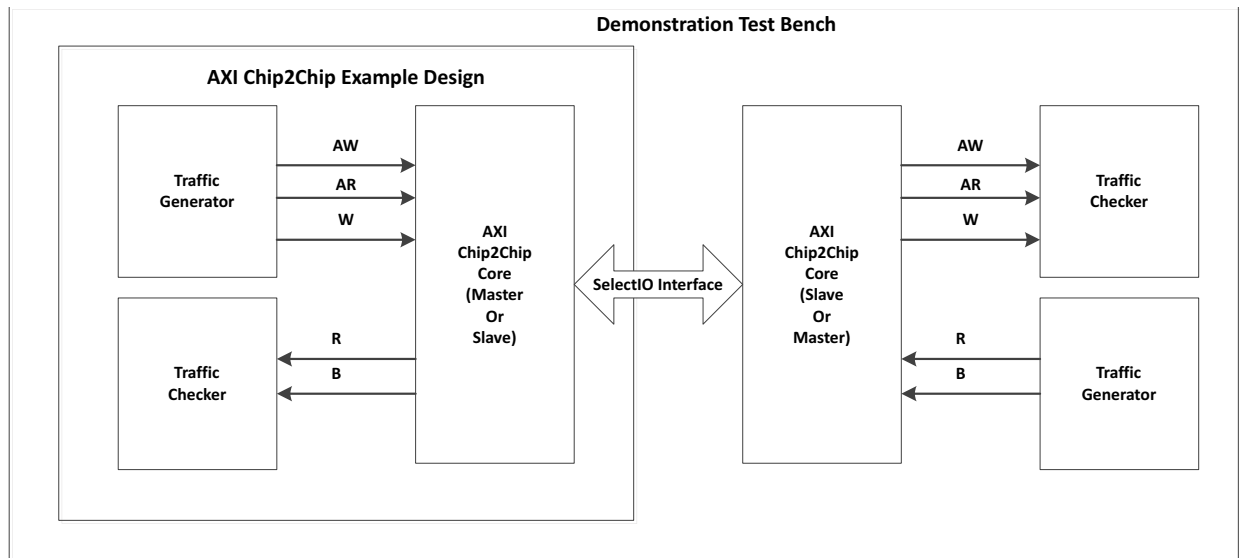 Demonstration Test Bench
AXI Chip2Chip Example Design
Traffic
Generator
AW
AR
W
AXI
Chip2Chip
Core
(Master
Or
Slave)
Traffic
Checker
R
B
SelectIO Interface
AXI
Chip2Chip
Core
(Slave
Or
Master)
AW
AR
W
Traffic
Checker
R
B
Traffic
Generator